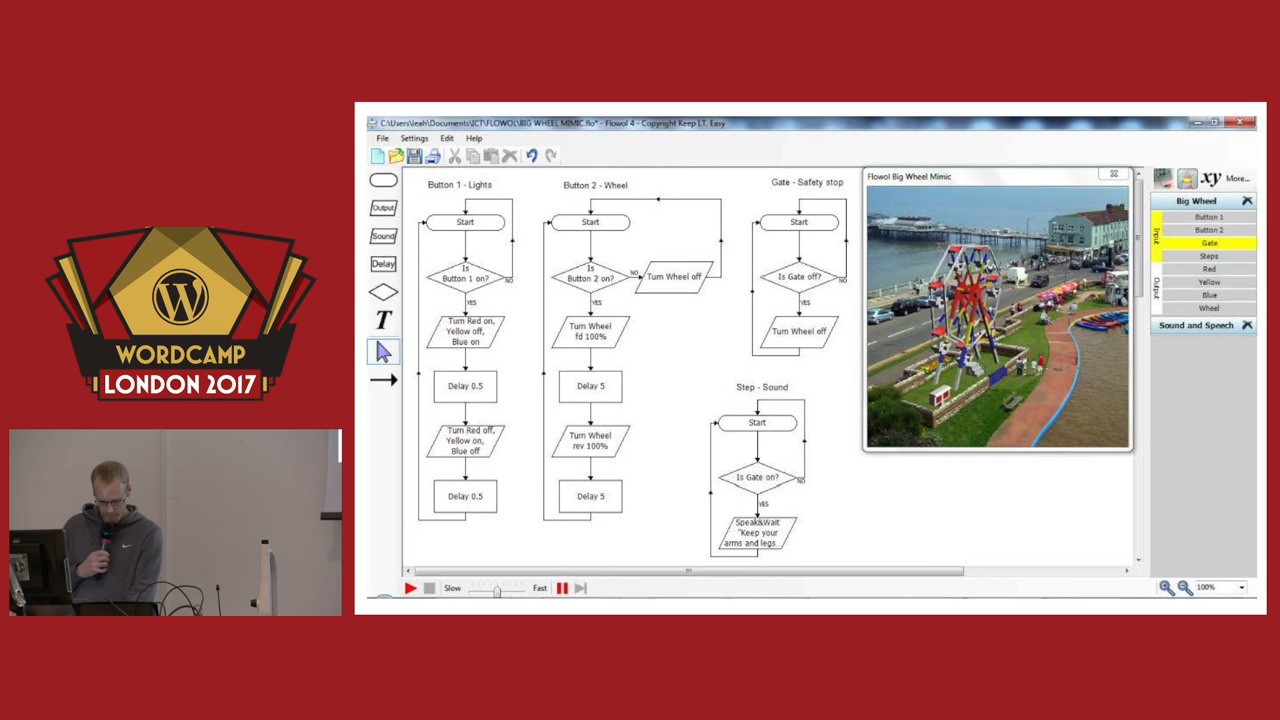 WORDCAMP
LONDON 2017
C:\Users\leah\Documents\ICT\FLOWOL\BIG WHEEL MIMIC.flo* - Flowol 4 - Copyright Keep I.T. Easy
File Settings Edit Help
Output
Sound
Delay
T
Button 1 - Lights
Start
Is
Button 1 on?
NO
YES
Turn Red on,
Yellow off,
Blue on
Delay 0.5
Turn Red off,
Yellow on,
Blue off
Delay 0.5
Button 2 - Wheel
Start
Is
Button 2 on?
NO
Turn Wheel off
YES
Turn Wheel
fd 100%
Delay 5
Turn Wheel
rev 100%
Delay 5
Gate - Safety stop
Start
Is Gate off?
NO
YES
Turn Wheel off
Step - Sound
Start
Is Gate on?
NO
YES
Speak&Wait
"Keep your
arms and legs...
Flowol Big Wheel Mimic
xy More...
Big Wheel
Input
Button 1
Button 2
Gate
Steps
Output
Red
Yellow
Blue
Wheel
Sound and Speech
Slow Fast
100%